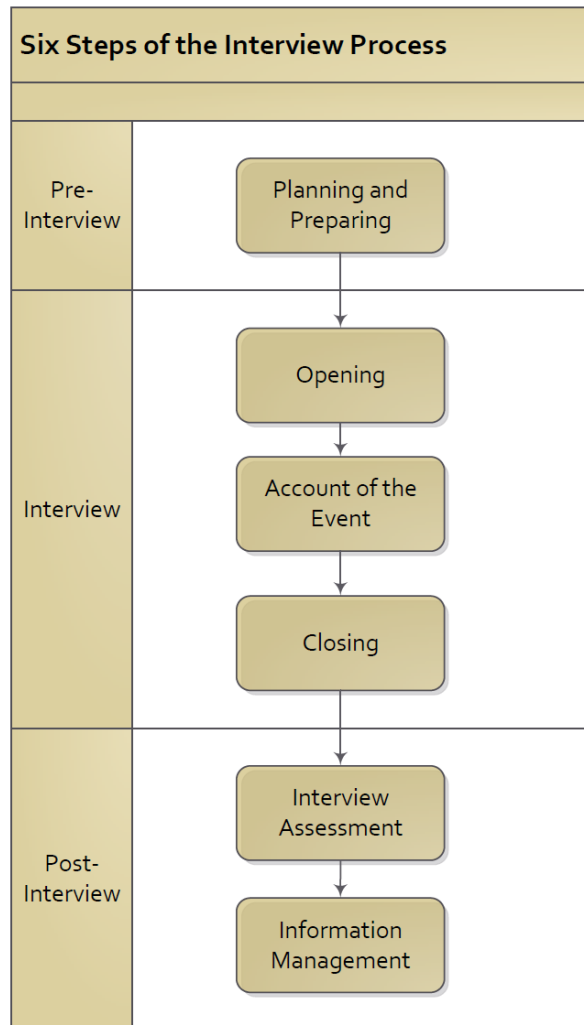 Six Steps of the Interview Process
Pre-
Interview
Planning and
Preparing
Interview
Opening
Account of the
Event
Closing
Post-
Interview
Interview
Assessment
Information
Management